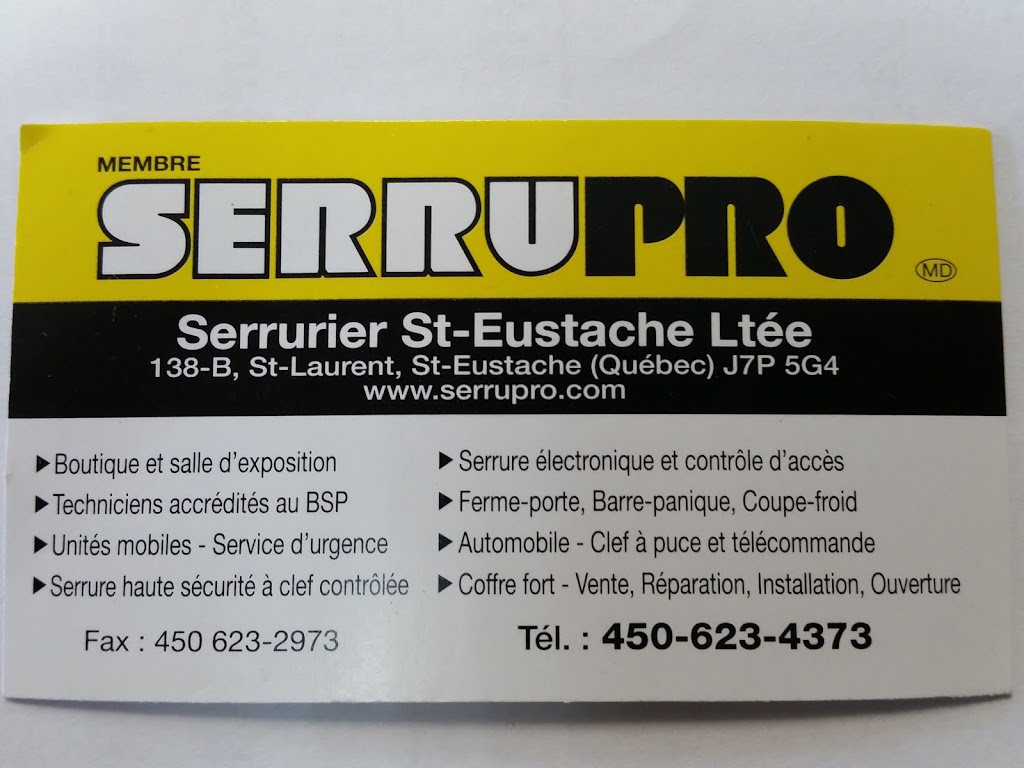 MEMBRE
SERRUPRO
MD
Serrurier St-Eustache Ltée
138-B, St-Laurent, St-Eustache (Québec) J7P 5G4
www.serrupro.com
▶Boutique et salle d'exposition
▶Techniciens accrédités au BSP
▶Unités mobiles - Service d'urgence
▶Serrure haute sécurité à clef contrôlée
▶Serrure électronique et contrôle d'accès
▶Ferme-porte, Barre-panique, Coupe-froid
▶Automobile - Clef à puce et télécommande
▶Coffre fort - Vente, Réparation, Installation, Ouverture
Fax : 450 623-2973
Tél. : 450-623-4373